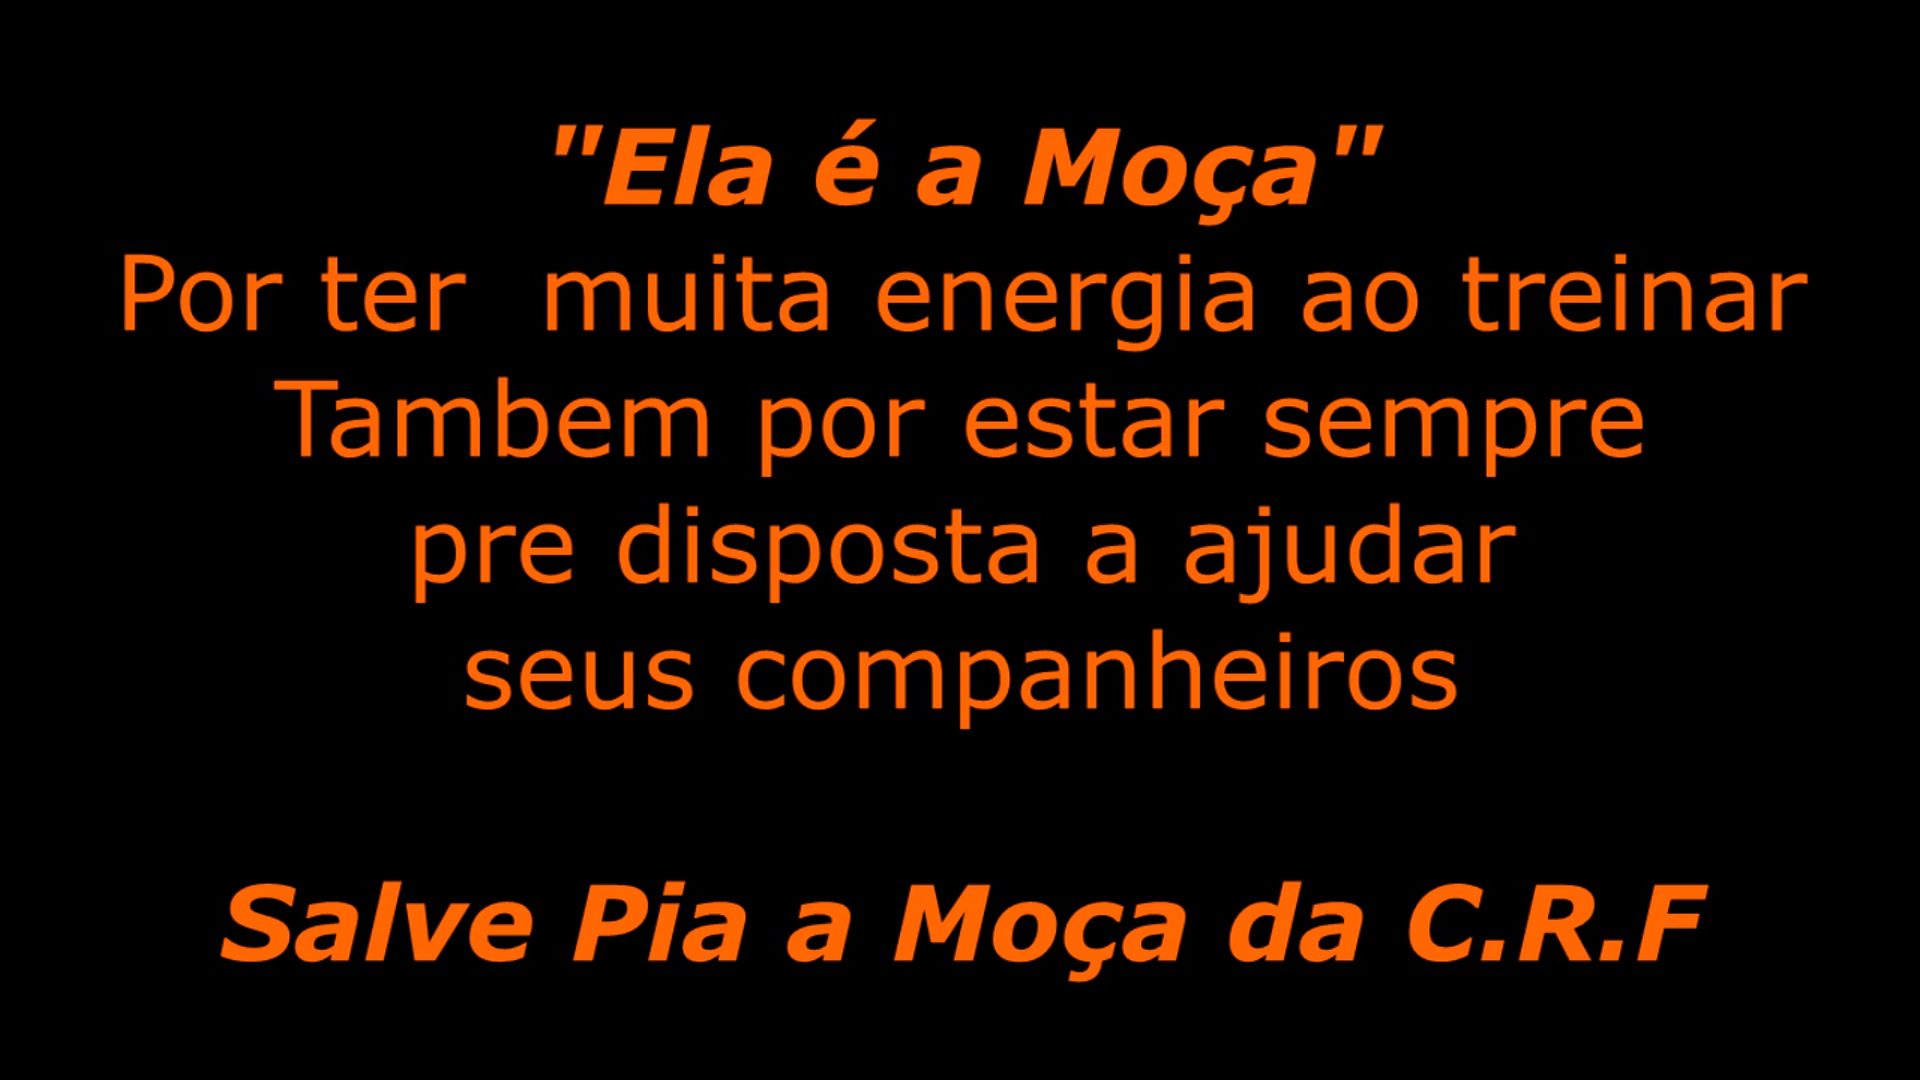 "Ela é a Moça"
Por ter  muita energia ao treinar
Tambem por estar sempre
pre disposta a ajudar
seus companheiros
Salve Pia a Moça da C.R.F